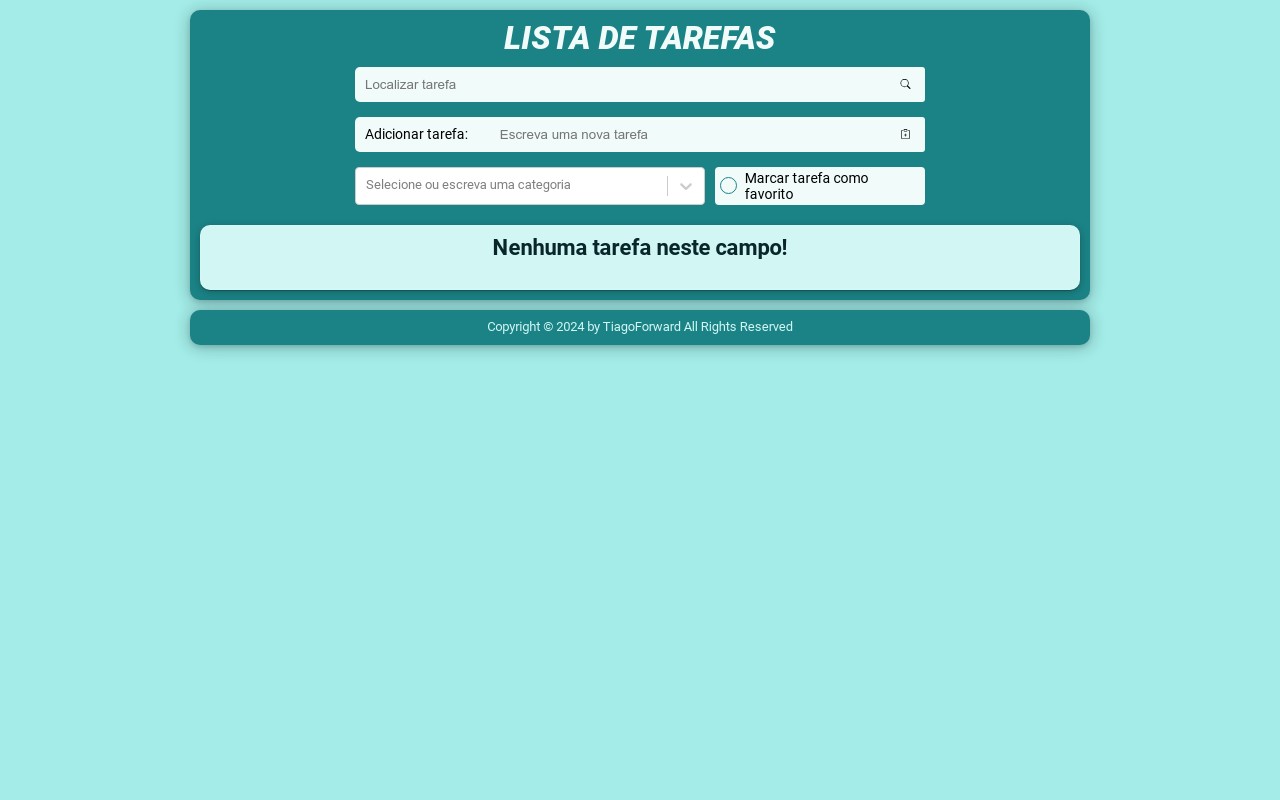 LISTA DE TAREFAS
Localizar tarefa
Adicionar tarefa: Escreva uma nova tarefa
Selecione ou escreva uma categoria
Marcar tarefa como
favorito
Nenhuma tarefa neste campo!
Copyright © 2024 by TiagoForward All Rights Reserved